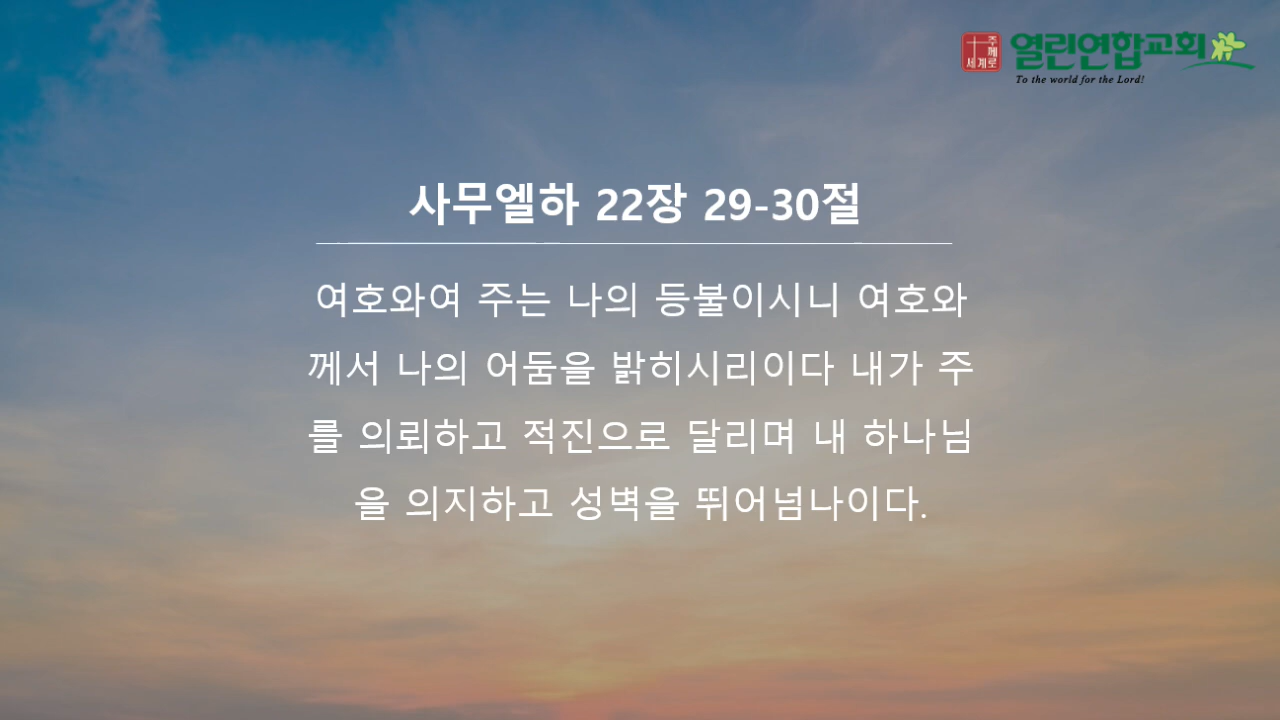 주께
세계로
열린연합교회
To the world for the Lord!
사무엘하 22장 29-30절
여호와여 주는 나의 등불이시니 여호와
께서 나의 어둠을 밝히시리이다 내가 주
를 의뢰하고 적진으로 달리며 내 하나님
을 의지하고 성벽을 뛰어넘나이다.